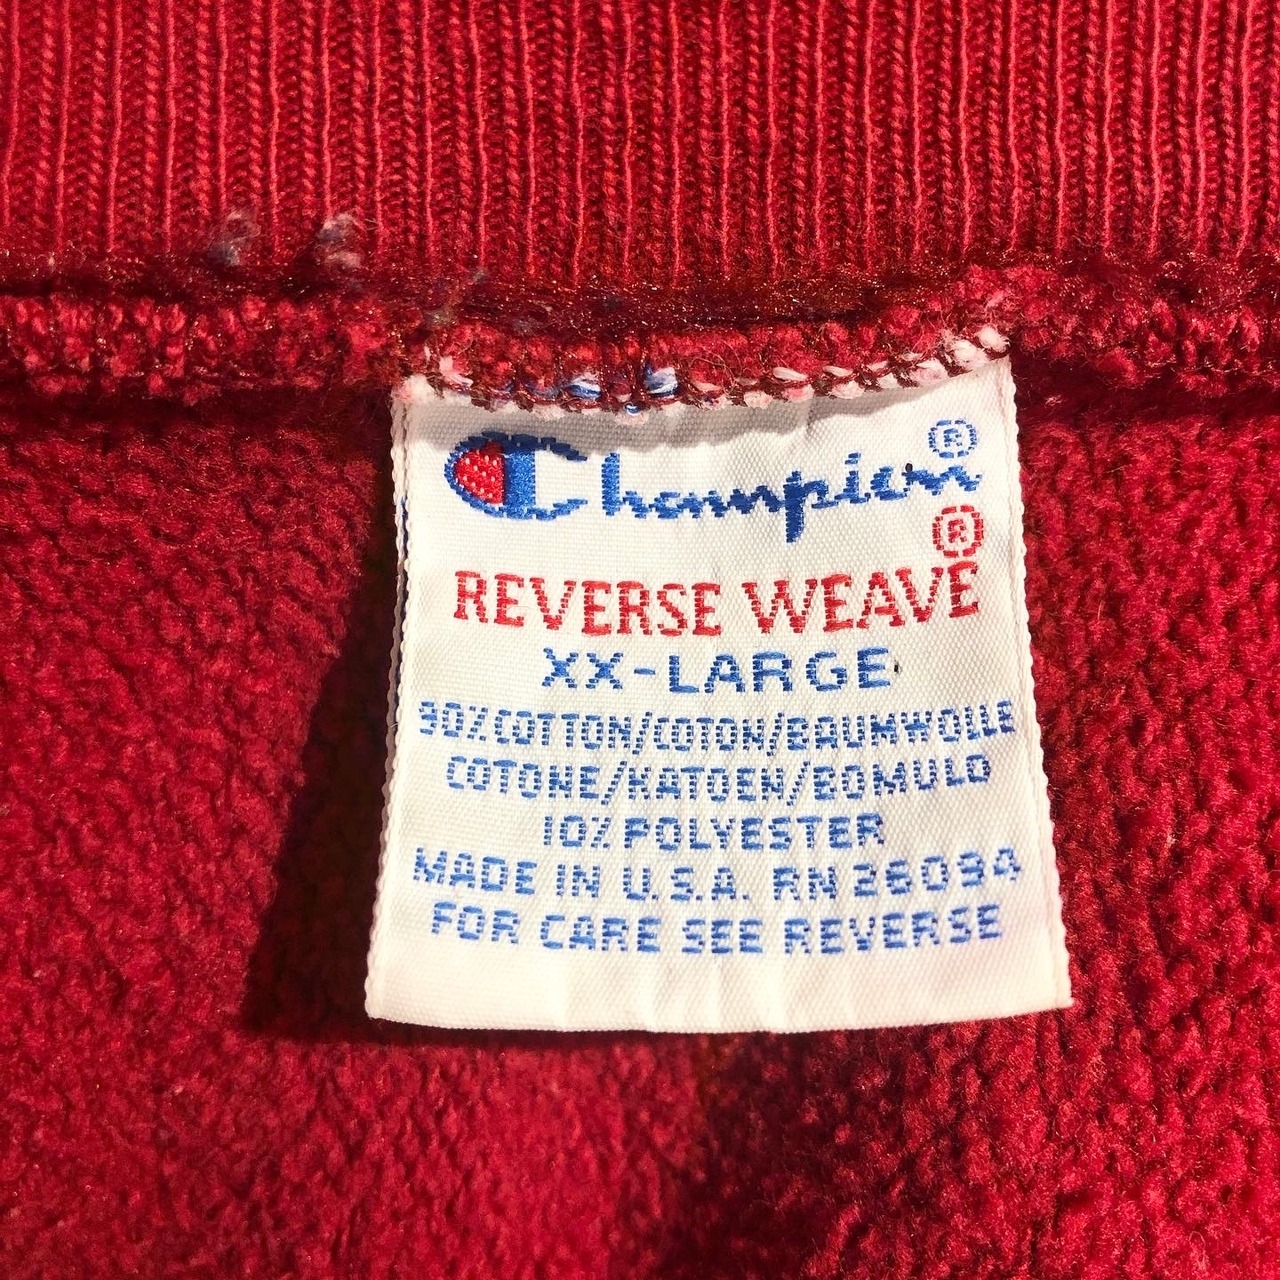 Champion®
REVERSE WEAVE®
XX-LARGE
90% COTTON/COTON/BAUMWOLLE
COTONE/KATOEN/BOMULD
10% POLYESTER
MADE IN U.S.A. RN 26094
FOR CARE SEE REVERSE